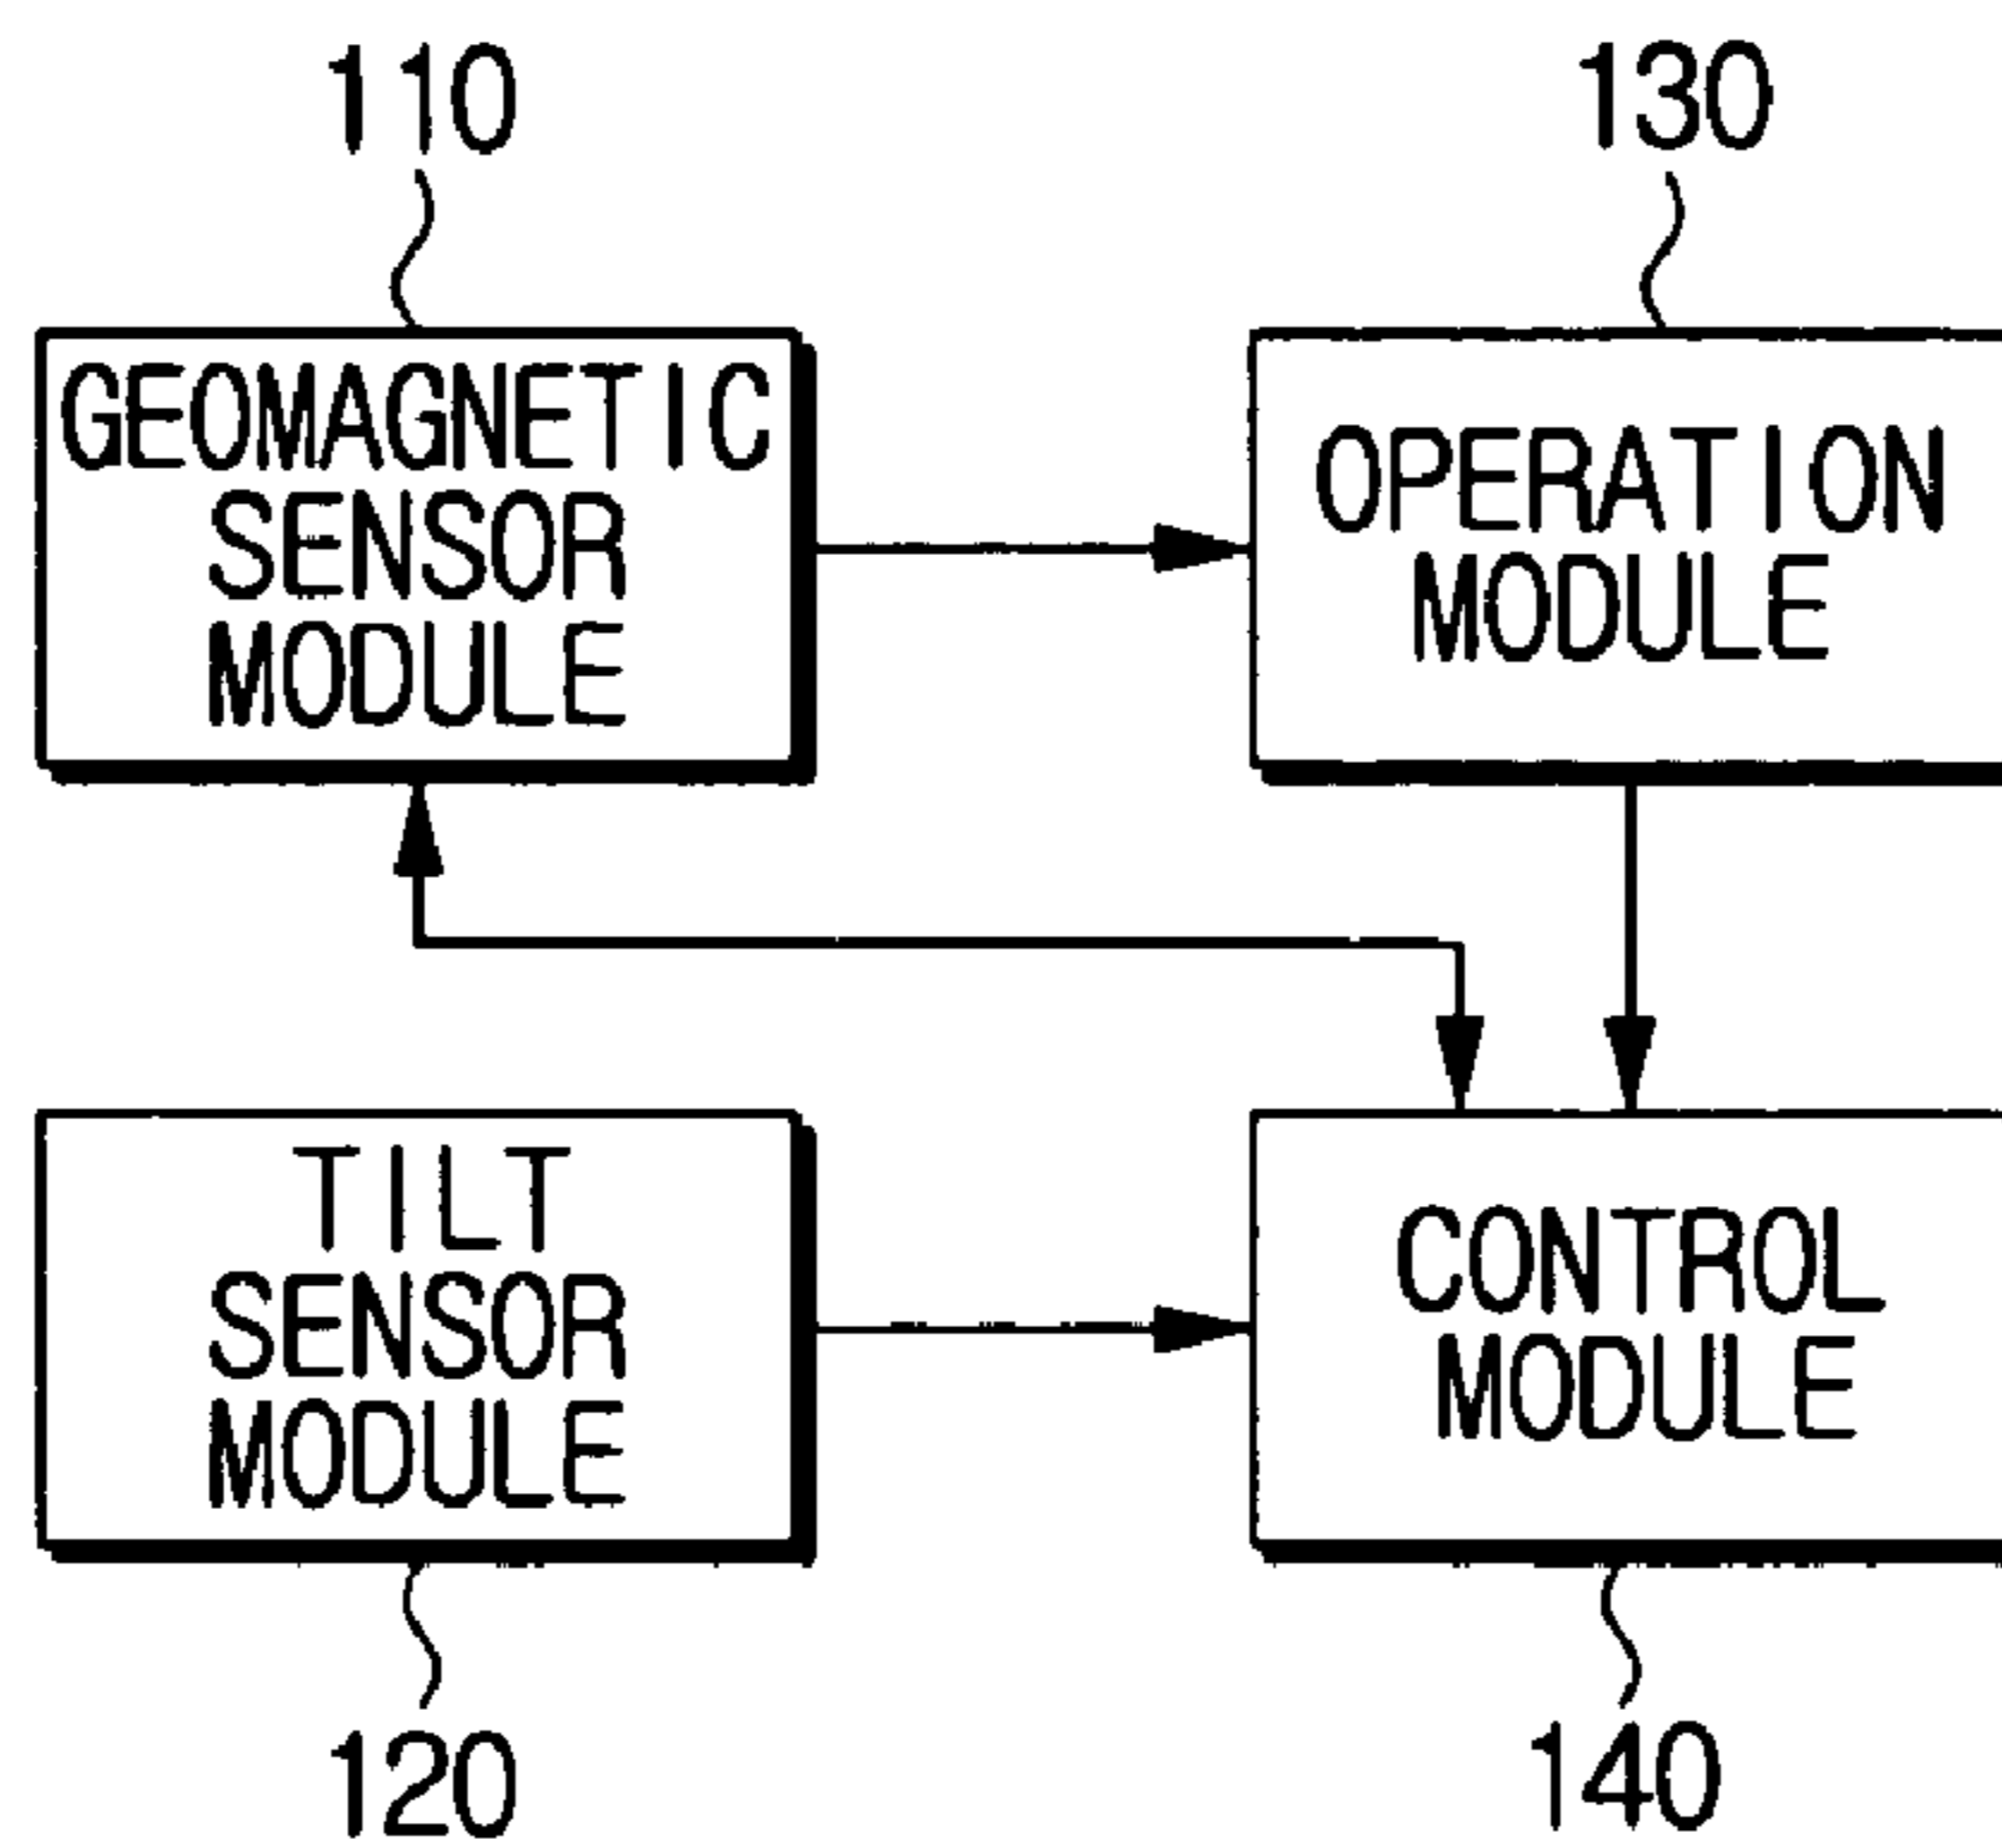 110
130
GEOMAGNETIC
SENSOR
MODULE
OPERATION
MODULE
TILT
SENSOR
MODULE
CONTROL
MODULE
120
140